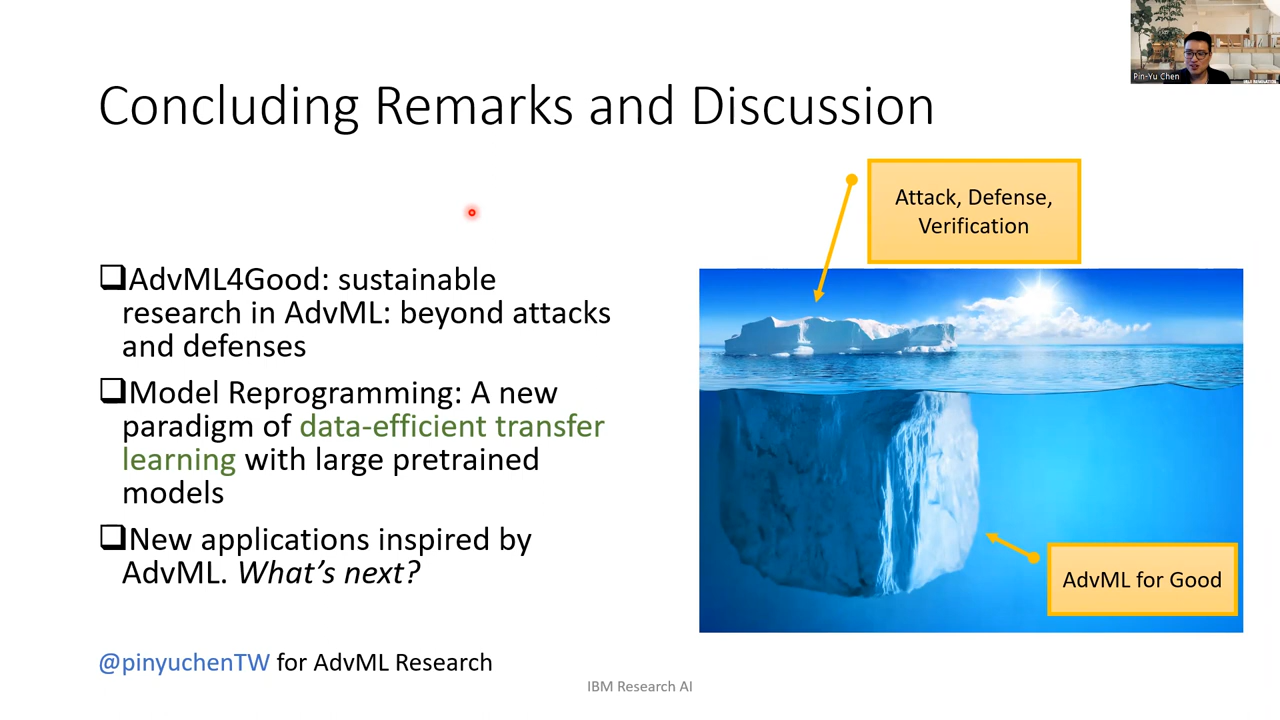 Pin-Yu Chen
Concluding Remarks and Discussion
Attack, Defense,
Verification
❑AdvML4Good: sustainable
research in AdvML: beyond attacks
and defenses
❑Model Reprogramming: A new
paradigm of data-efficient transfer
learning with large pretrained
models
❑New applications inspired by
AdvML. What's next?
AdvML for Good
@pinyuchenTW for AdvML Research
IBM Research AI